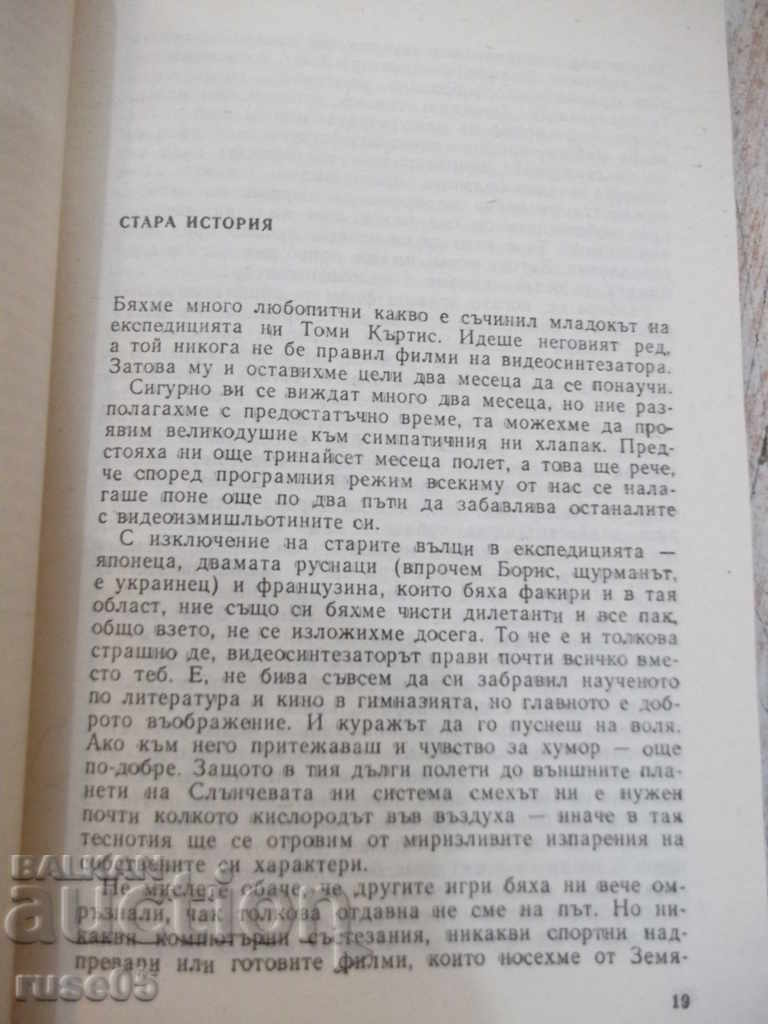 СТАРА ИСТОРИЯ
Бяхме много любопитни какво е съчинил младокът на
експедицията ни Томи Къртис. Идеше неговият ред,
а той никога не бе правил филми на видеосинтезатора.
Затова му и оставихме цели два месеца да се понаучи.
Сигурно ви се виждат много два месеца, но ние раз-
полагахме с предостатъчно време, та можехме да про-
явим великодушие към симпатичния ни хлапак. Пред-
стояха ни още тринайсет месеца полет, а това ще рече,
че според програмния режим всекиму от нас се нала-
гаше поне още по два пъти да забавлява останалите
с видеоизмишльотините си.
С изключение на старите вълци в експедицията —
японеца, двамата руснаци (впрочем Борис, щурманът,
е украинец) и французина, които бяха факири и в тая
област, ние също си бяхме чисти дилетанти и все пак,
общо взето, не се изложихме досега. То не е и толкова
страшно де, видеосинтезаторът прави почти всичко вме-
сто теб. Е, не бива съвсем да си забравил наученото
по литература и кино в гимназията, но главното е доб-
рото въображение. И куражът да го пуснеш на воля.
Ако към него притежаваш и чувство за хумор — още
по-добре. Защото в тия дълги полети до външните пла-
нети на Слънчевата ни система смехът ни е нужен
почти колкото кислородът във въздуха — иначе в тая
теснотия ще се отровим от миризливите изпарения на
собствените си характери.
Не мислете обаче, че другите игри бяха ни вече ом-
ръзнали, чак толкова отдавна не сме на път. Но ни-
какви компютърни състезания, никакви спортни над-
превари или готовите филми, които носехме от Земя-
19
BALKAN
auction
ruse05